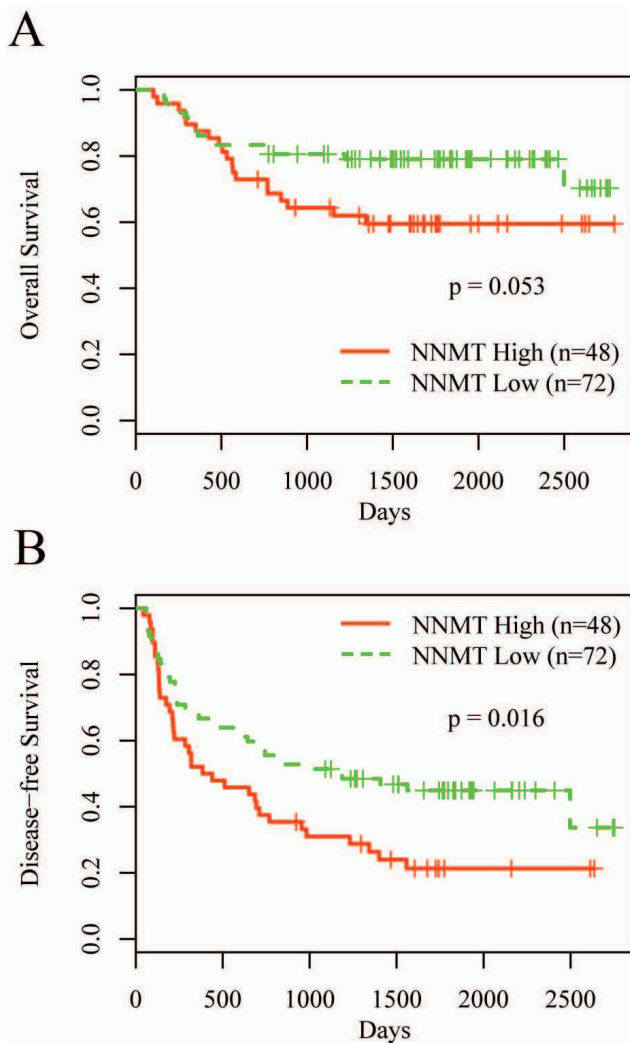 A
Overall Survival
1.0
0.8
0.6
0.4
0.2
0.0
p = 0.053
NNMT High (n=48)
NNMT Low (n=72)
0 500 1000 1500 2000 2500
Days
B
Disease-free Survival
1.0
0.8
0.6
0.4
0.2
0.0
NNMT High (n=48)
NNMT Low (n=72)
p = 0.016
0 500 1000 1500 2000 2500
Days